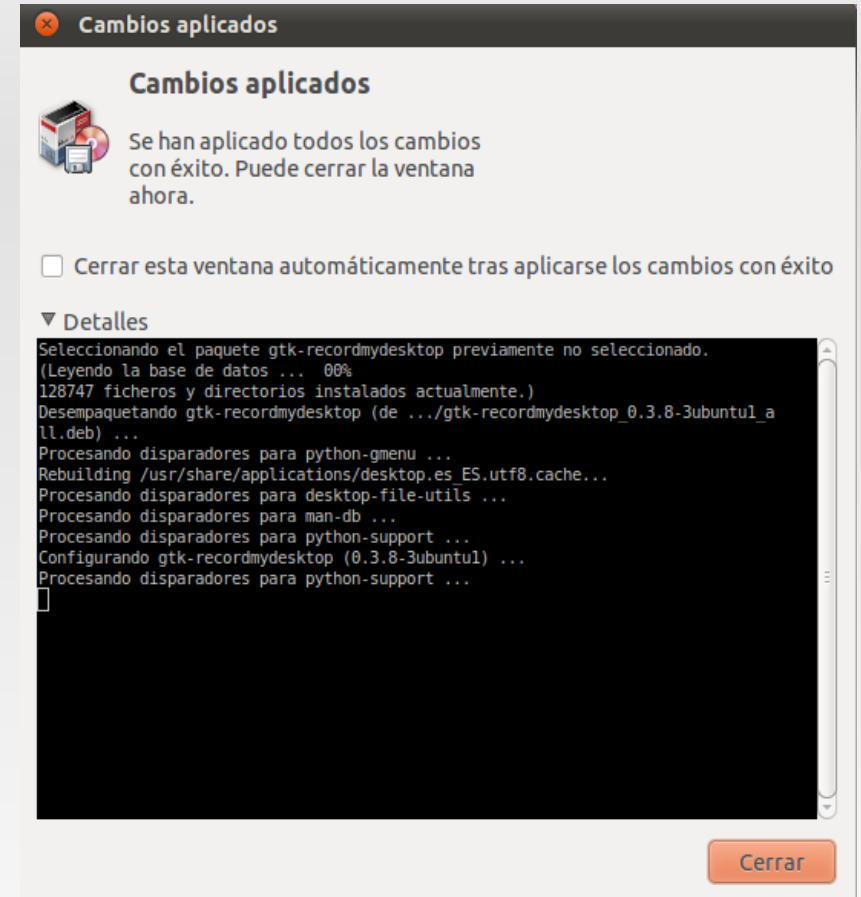 Cambios aplicados
Cambios aplicados
Se han aplicado todos los cambios
con éxito. Puede cerrar la ventana
ahora.
Cerrar esta ventana automáticamente tras aplicarse los cambios con éxito
Detalles
Seleccionando el paquete gtk-recordmydesktop previamente no seleccionado.
(Leyendo la base de datos ...  00%
128747 ficheros y directorios instalados actualmente.)
Desempaquetando gtk-recordmydesktop (de .../gtk-recordmydesktop_0.3.8-3ubuntu1_a
ll.deb) ...
Procesando disparadores para python-gmenu ...
Rebuilding /usr/share/applications/desktop.es_ES.utf8.cache...
Procesando disparadores para desktop-file-utils ...
Procesando disparadores para man-db ...
Procesando disparadores para python-support ...
Configurando gtk-recordmydesktop (0.3.8-3ubuntu1) ...
Procesando disparadores para python-support ...
Cerrar